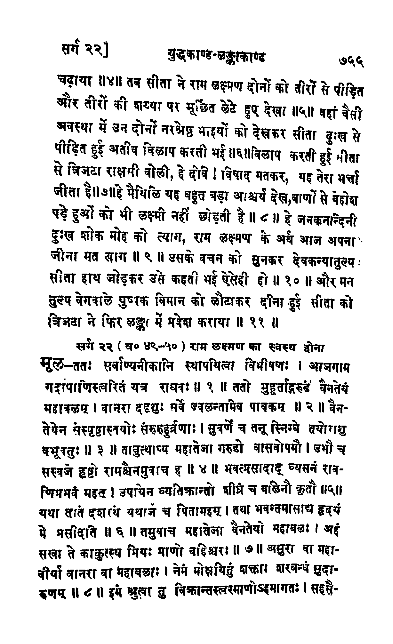 सर्ग २२] युद्धकाण्ड-लङ्काकाण्ड ७५५
चढ़ाया ॥४॥ तब सीता ने राम लक्ष्मण दोनों को तीरों से पीड़ित
और तीरों की शय्या पर मूर्छित लेटे हुए देखा ॥५॥ वहां वैसी
अवस्था में उन दोनों नरश्रेष्ठ भाइयों को देखकर सीता दुःख से
पीड़ित हुई अतीव विलाप करती भई ॥६॥ विलाप करती हुई सीता
से त्रिजटा राक्षसी बोली, हे देवि ! विषाद मतकर, यह तेरा भर्त्ता
जीता है॥७॥ हे मैथिलि यह बहुत बड़ा आश्चर्य देख, बाणों से बेहोश
पड़े हुओं को भी लक्ष्मी नहीं छोड़ती है ॥ ८ ॥ हे जनकनन्दिनी
दुःख शोक मोह को त्याग, राम लक्ष्मण के अर्थ आज अपना
जीना मत त्याग ॥ ९ ॥ उसके वचन को सुनकर देवकन्यातुल्य
सीता हाथ जोड़कर उसे कहती भई ऐसेही हो ॥ १० ॥ और मन
तुल्य वेगवाले पुष्पक विमान को लौटाकर दीना हुई सीता को
त्रिजटा ने फिर लङ्का में प्रवेश कराया ॥ ११ ॥
सर्ग २२ (व० ४९-५०) राम लक्ष्मण का स्वस्थ होना
मूल—ततः सर्वाण्यनीकानि स्थापयित्वा विभीषणः । आजगाम
गदापाणिस्त्वरितं यत्र राघवः ॥ १ ॥ ततो मुहूर्ताद्गरुडं वैनतेयं
महाबलम् । वानरा ददृशुः सर्वे ज्वलन्तमिव पावकम् ॥ २ ॥ वैन-
तेयेन संस्पृष्टास्तयोः संरुरुहुर्व्रणाः । सुवर्णे च तनू स्निग्धे तयोराशु
बभूवतुः ॥ ३ ॥ तावुत्थाप्य महातेजा गरुडो वासवोपमौ । उभौ च
सस्वजे हृष्टो रामश्चैनमुवाच ह ॥ ४ ॥ भवत्प्रसादाद् व्यसनं राव-
णिप्रभवं महत् । उपायेन व्यतिक्रान्तो शीघ्रं च बलिनौ कृतौ ॥५॥
यथा तातं दशरथं यथाजं च पितामहम् । तथा भवन्तमासाद्य हृदयं
मे प्रसीदति ॥ ६ ॥ तमुवाच महातेजा वैनतेयो महाबलः । अहं
सखा ते काकुत्स्थ प्रियः प्राणो बहिश्चरः ॥ ७ ॥ असुरा वा महा-
वीर्या वानरा वा महाबलाः । नेमं मोक्षयितुं शक्ताः शरबन्धं सुदा-
रुणम् ॥ ८ ॥ इमं श्रुत्वा तु विक्रान्तस्त्वरमाणोऽहमागतः । सहसै-